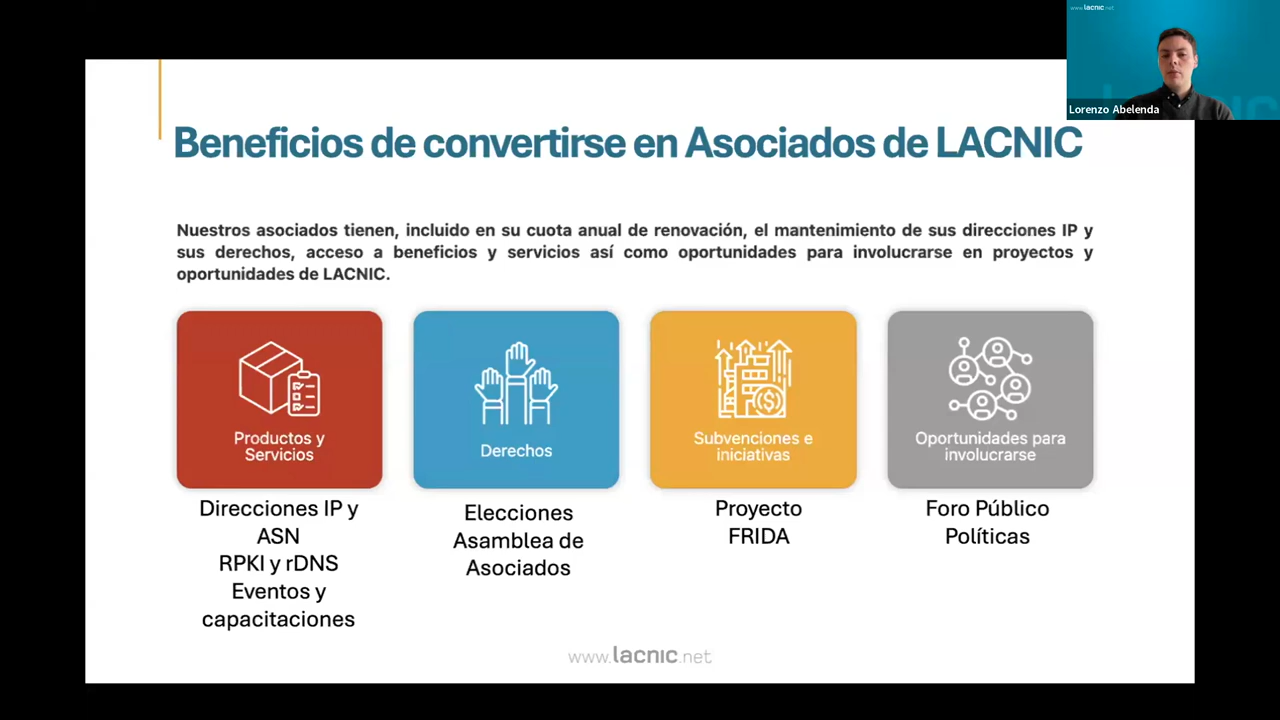 www.lacnic.net
Lorenzo Abelenda
Beneficios de convertirse en Asociados de LACNIC
Nuestros asociados tienen, incluido en su cuota anual de renovación, el mantenimiento de sus direcciones IP y
sus derechos, acceso a beneficios y servicios así como oportunidades para involucrarse en proyectos y
oportunidades de LACNIC.
Productos y
Servicios
Direcciones IP y
ASN
RPKI y rDNS
Eventos y
capacitaciones
Derechos
Elecciones
Asamblea de
Asociados
Subvenciones e
iniciativas
Proyecto
FRIDA
Oportunidades para
involucrarse
Foro Público
Políticas
www.lacnic.net